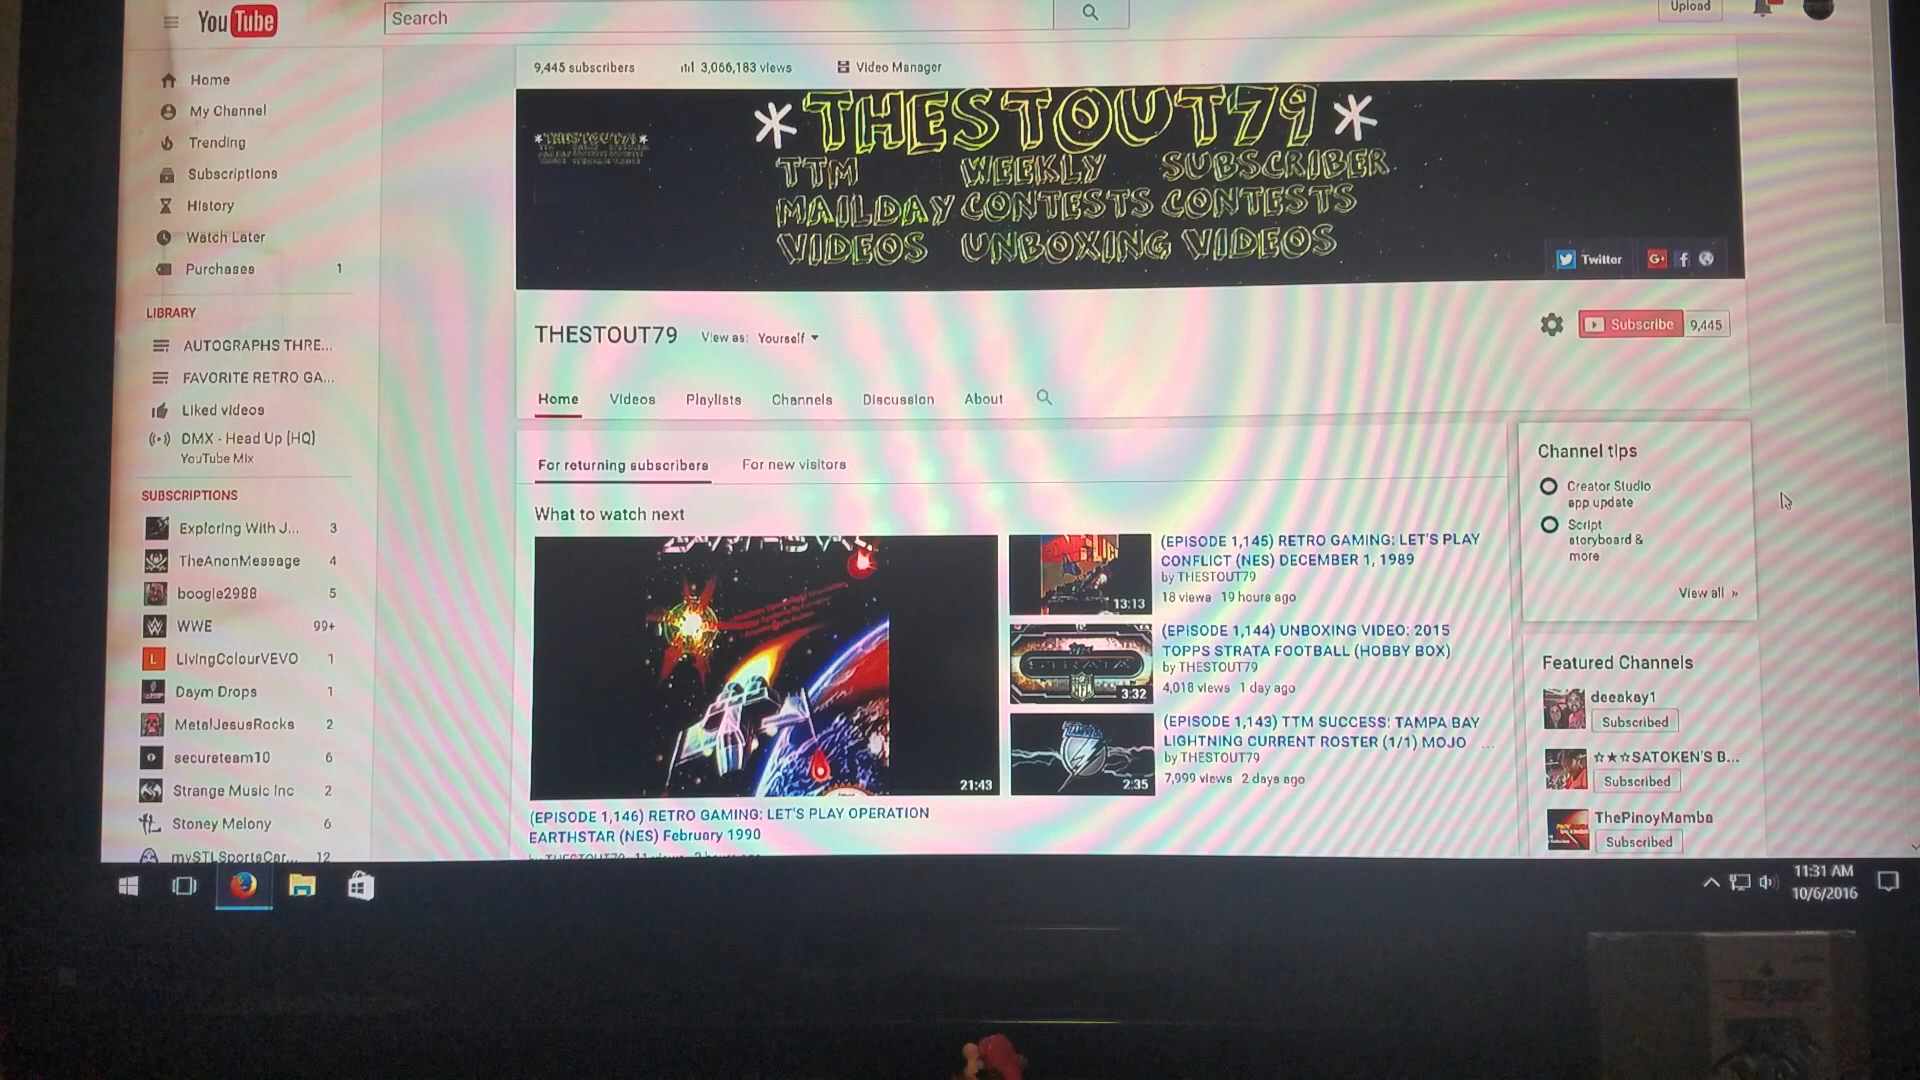 YouTube
Search
Upload
Home
My Channel
Trending
Subscriptions
History
Watch Later
Purchases 1
LIBRARY
AUTOGRAPHS THRE...
FAVORITE RETRO GA...
Liked videos
DMX - Head Up (HQ)
YouTube Mix
SUBSCRIPTIONS
Exploring With J... 3
TheAnonMessage 4
boogie2988 5
WWE 99+
LivingColourVEVO 1
Daym Drops 1
MetalJesusRocks 2
secureteam10 6
Strange Music Inc 2
Stoney Melony 6
mySTLSportsCar... 12
9,445 subscribers 3,066,183 views Video Manager
*THESTOUT79*
TTM WEEKLY SUBSCRIBER
MAILDAY CONTESTS CONTESTS
VIDEOS UNBOXING VIDEOS
*THESTOUT79*
Twitter
THESTOUT79 View as: Yourself
Subscribe 9,445
Home Videos Playlists Channels Discussion About
For returning subscribers For new visitors
What to watch next
21:43
(EPISODE 1,146) RETRO GAMING: LET'S PLAY OPERATION
EARTHSTAR (NES) February 1990
by THESTOUT79 11 views
13:13
(EPISODE 1,145) RETRO GAMING: LET'S PLAY
CONFLICT (NES) DECEMBER 1, 1989
by THESTOUT79
18 views 19 hours ago
STRATA
NFL
3:32
(EPISODE 1,144) UNBOXING VIDEO: 2015
TOPPS STRATA FOOTBALL (HOBBY BOX)
by THESTOUT79
4,018 views 1 day ago
2:35
(EPISODE 1,143) TTM SUCCESS: TAMPA BAY
LIGHTNING CURRENT ROSTER (1/1) MOJO ...
by THESTOUT79
7,999 views 2 days ago
Channel tips
Creator Studio
app update
Script
storyboard &
more
View all »
Featured Channels
deeakay1
Subscribed
☆★☆SATOKEN'S B...
Subscribed
ThePinoyMamba
Subscribed
11:31 AM
10/6/2016